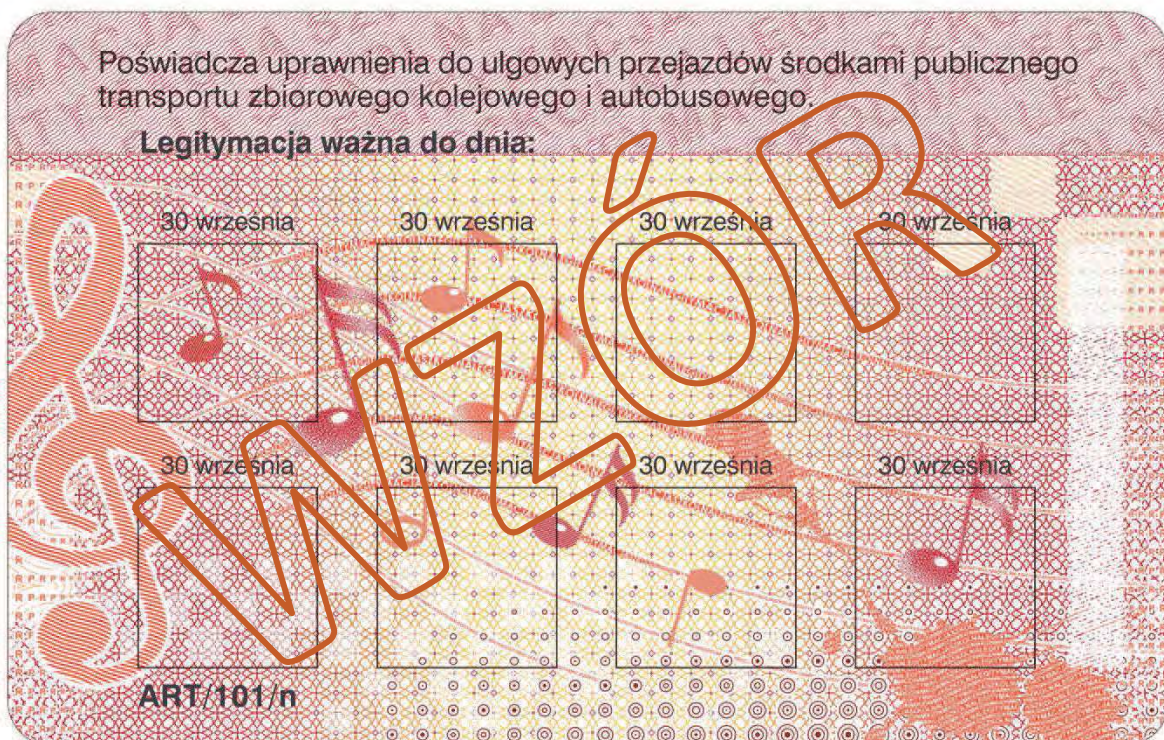 Poświadcza uprawnienia do ulgowych przejazdów środkami publicznego
transportu zbiorowego kolejowego i autobusowego.
Legitymacja ważna do dnia:
30 września 30 września 30 września 30 września
30 września 30 września 30 września 30 września
WZÓR
ART/101/n